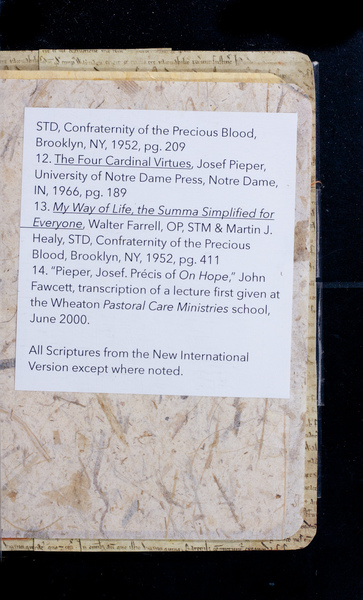 STD, Confraternity of the Precious Blood,
Brooklyn, NY, 1952, pg. 209
12. The Four Cardinal Virtues, Josef Pieper,
University of Notre Dame Press, Notre Dame,
IN, 1966, pg. 189
13. My Way of Life, the Summa Simplified for
Everyone, Walter Farrell, OP, STM & Martin J.
Healy, STD, Confraternity of the Precious
Blood, Brooklyn, NY, 1952, pg. 411
14. "Pieper, Josef. Précis of On Hope," John
Fawcett, transcription of a lecture first given at
the Wheaton Pastoral Care Ministries school,
June 2000.
All Scriptures from the New International
Version except where noted.